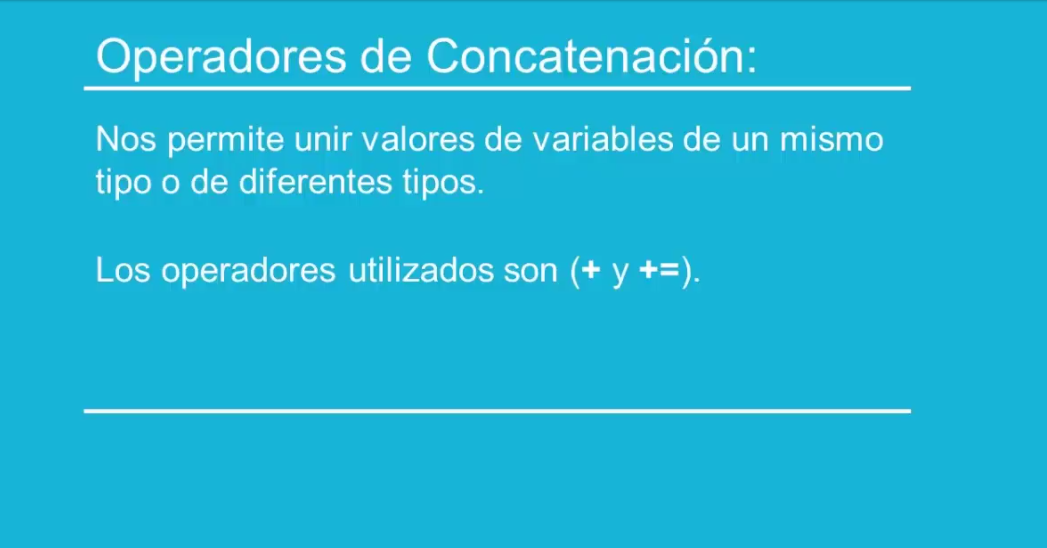 Operadores de Concatenación:
Nos permite unir valores de variables de un mismo
tipo o de diferentes tipos.
Los operadores utilizados son (+ y +=).